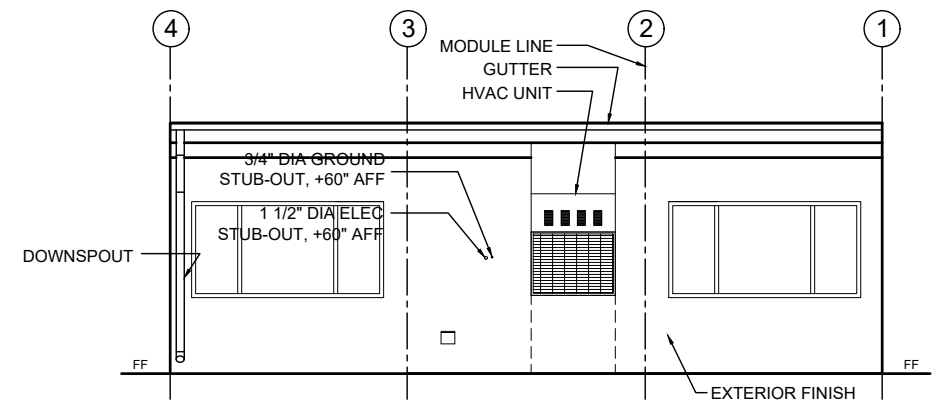 4
3
2
1
MODULE LINE
GUTTER
HVAC UNIT
3/4" DIA GROUND
STUB-OUT, +60" AFF
1 1/2" DIA ELEC
STUB-OUT, +60" AFF
DOWNSPOUT
FF
FF
EXTERIOR FINISH